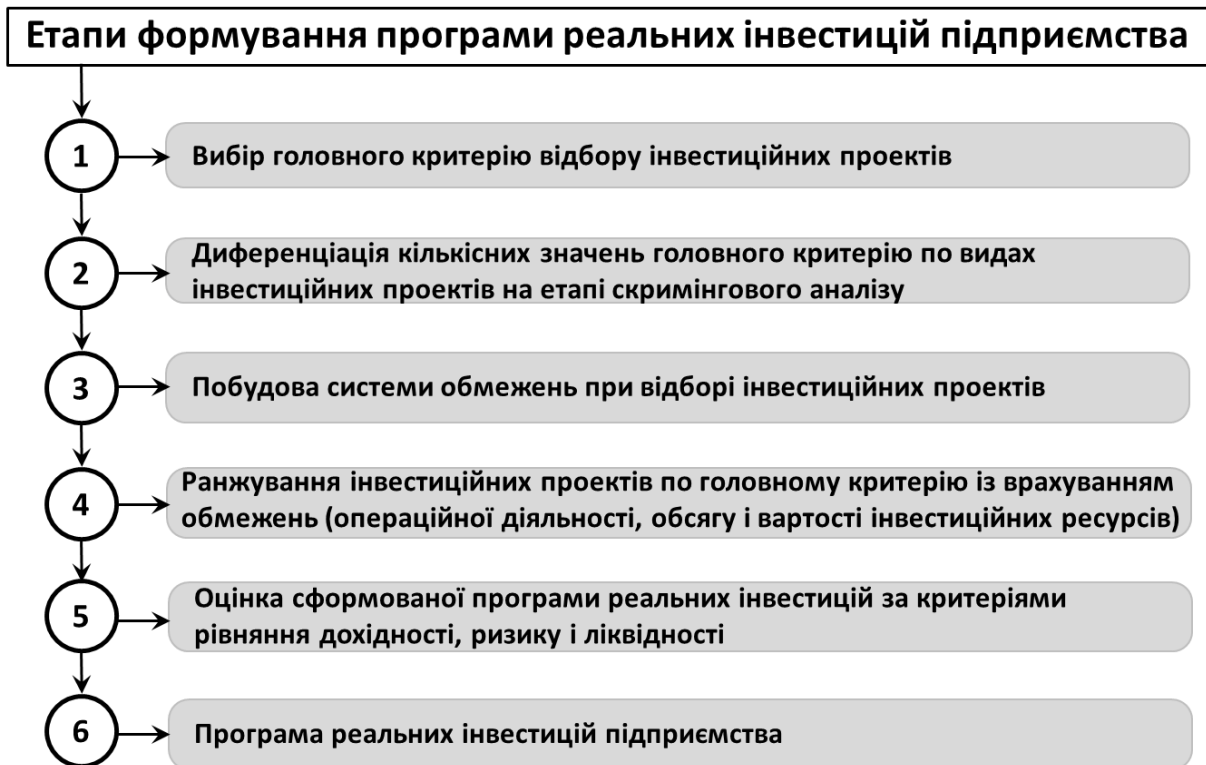 Етапи формування програми реальних інвестицій підприємства
1
Вибір головного критерію відбору інвестиційних проектів
2
Диференціація кількісних значень головного критерію по видах
інвестиційних проектів на етапі скримінгового аналізу
3
Побудова системи обмежень при відборі інвестиційних проектів
4
Ранжування інвестиційних проектів по головному критерію із врахуванням
обмежень (операційної діяльності, обсягу і вартості інвестиційних ресурсів)
5
Оцінка сформованої програми реальних інвестицій за критеріями
рівняння дохідності, ризику і ліквідності
6
Програма реальних інвестицій підприємства